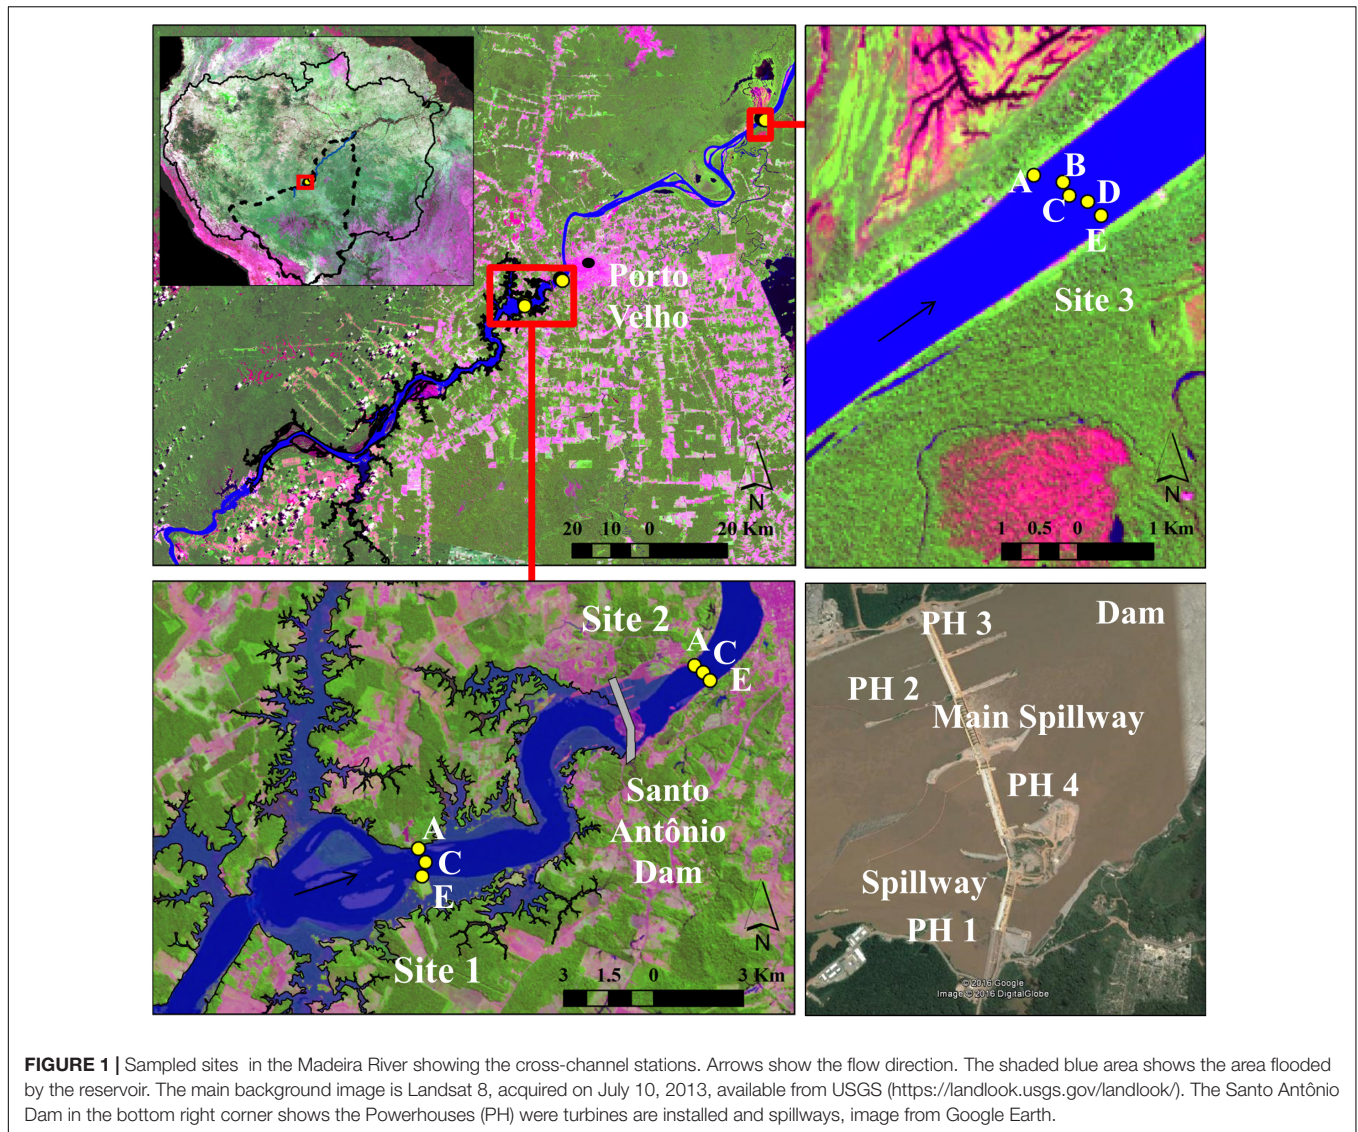 Porto
Velho
N
20 10 0 20 Km
A
B
C
D
E
Site 3
N
1 0.5 0 1 Km
Site 2
A
C
E
Santo
Antônio
Dam
A
C
E
Site 1
N
3 1.5 0 3 Km
Dam
PH 3
PH 2
Main Spillway
PH 4
Spillway
PH 1
© 2016 Google
Image © 2016 DigitalGlobe
FIGURE 1 | Sampled sites in the Madeira River showing the cross-channel stations. Arrows show the flow direction. The shaded blue area shows the area flooded
by the reservoir. The main background image is Landsat 8, acquired on July 10, 2013, available from USGS (https://landlook.usgs.gov/landlook/). The Santo Antônio
Dam in the bottom right corner shows the Powerhouses (PH) were turbines are installed and spillways, image from Google Earth.